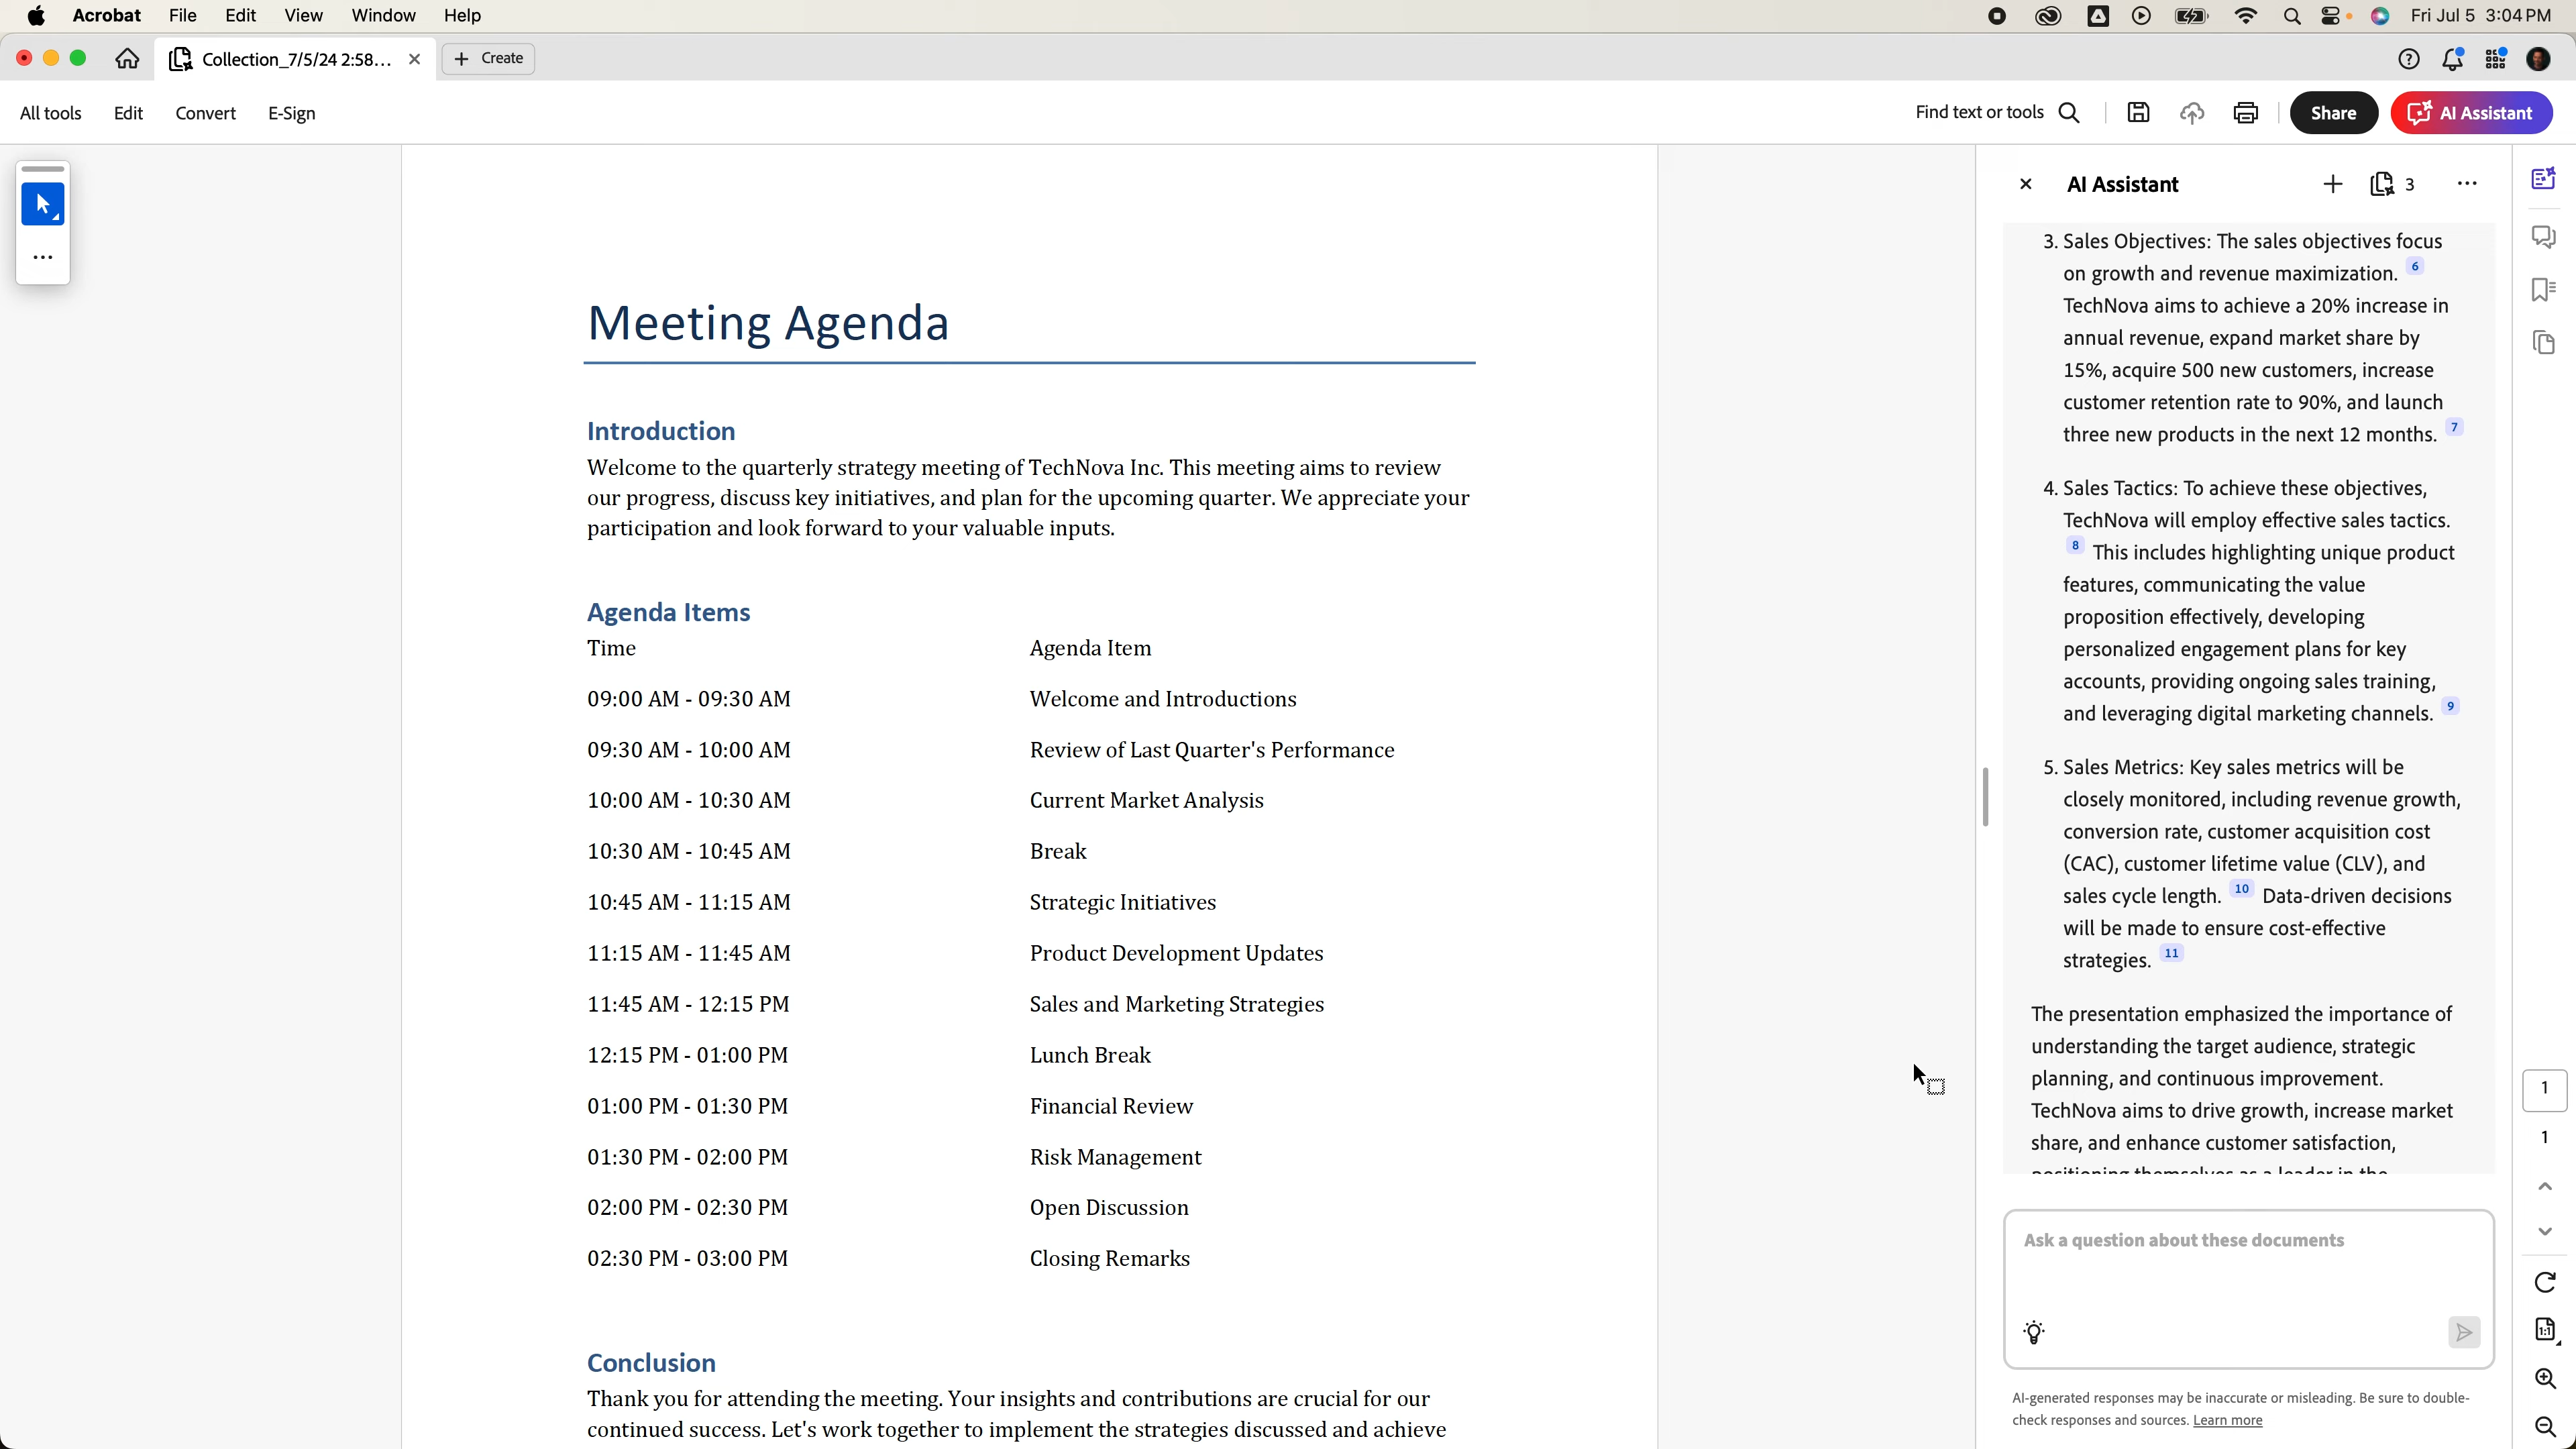 Acrobat File Edit View Window Help
Fri Jul 5 3:04 PM
Collection_7/5/24 2:58...
+ Create
All tools Edit Convert E-Sign
Find text or tools
Share
AI Assistant
Meeting Agenda
Introduction
Welcome to the quarterly strategy meeting of TechNova Inc. This meeting aims to review
our progress, discuss key initiatives, and plan for the upcoming quarter. We appreciate your
participation and look forward to your valuable inputs.
Agenda Items
Time Agenda Item
09:00 AM - 09:30 AM Welcome and Introductions
09:30 AM - 10:00 AM Review of Last Quarter's Performance
10:00 AM - 10:30 AM Current Market Analysis
10:30 AM - 10:45 AM Break
10:45 AM - 11:15 AM Strategic Initiatives
11:15 AM - 11:45 AM Product Development Updates
11:45 AM - 12:15 PM Sales and Marketing Strategies
12:15 PM - 01:00 PM Lunch Break
01:00 PM - 01:30 PM Financial Review
01:30 PM - 02:00 PM Risk Management
02:00 PM - 02:30 PM Open Discussion
02:30 PM - 03:00 PM Closing Remarks
Conclusion
Thank you for attending the meeting. Your insights and contributions are crucial for our
continued success. Let's work together to implement the strategies discussed and achieve
AI Assistant
3
3. Sales Objectives: The sales objectives focus
on growth and revenue maximization. 6
TechNova aims to achieve a 20% increase in
annual revenue, expand market share by
15%, acquire 500 new customers, increase
customer retention rate to 90%, and launch
three new products in the next 12 months. 7
4. Sales Tactics: To achieve these objectives,
TechNova will employ effective sales tactics.
8 This includes highlighting unique product
features, communicating the value
proposition effectively, developing
personalized engagement plans for key
accounts, providing ongoing sales training,
and leveraging digital marketing channels. 9
5. Sales Metrics: Key sales metrics will be
closely monitored, including revenue growth,
conversion rate, customer acquisition cost
(CAC), customer lifetime value (CLV), and
sales cycle length. 10 Data-driven decisions
will be made to ensure cost-effective
strategies. 11
The presentation emphasized the importance of
understanding the target audience, strategic
planning, and continuous improvement.
TechNova aims to drive growth, increase market
share, and enhance customer satisfaction,
positioning themselves as a leader in the
Ask a question about these documents
AI-generated responses may be inaccurate or misleading. Be sure to double-
check responses and sources. Learn more
1
1
1:1